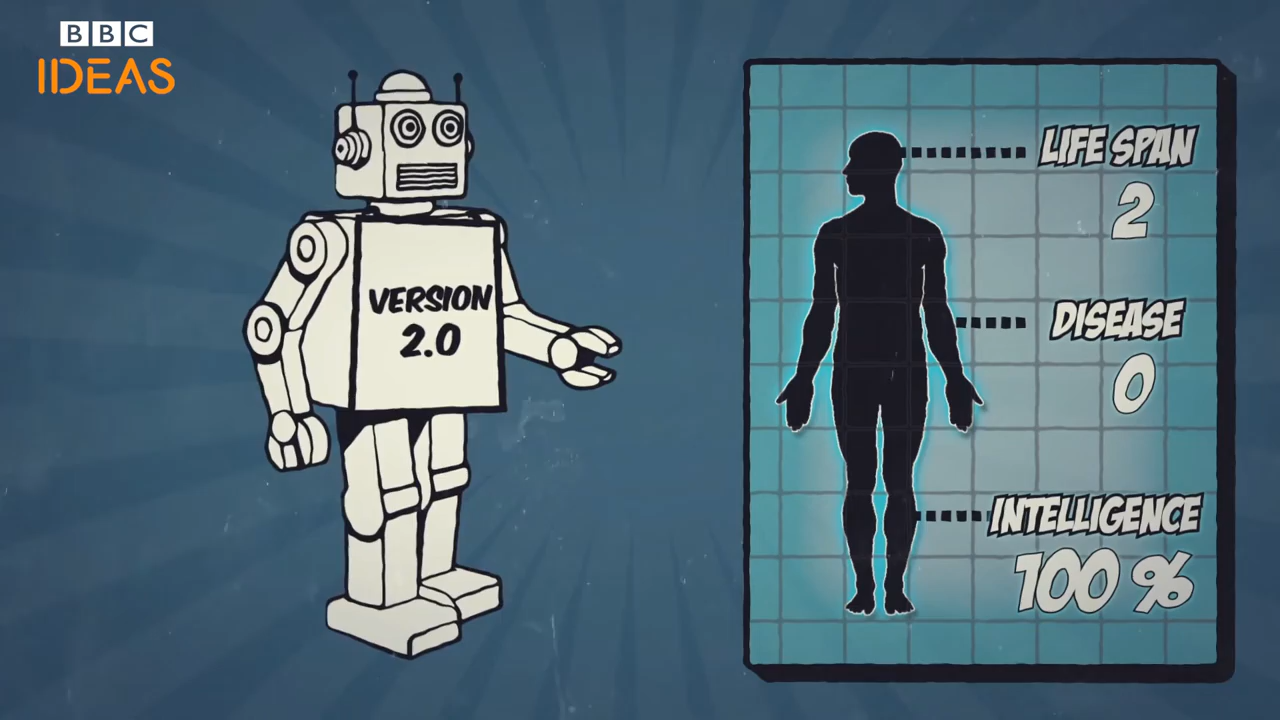 BBC
IDEAS
VERSION
2.0
LIFE SPAN
2
DISEASE
0
INTELLIGENCE
100 %